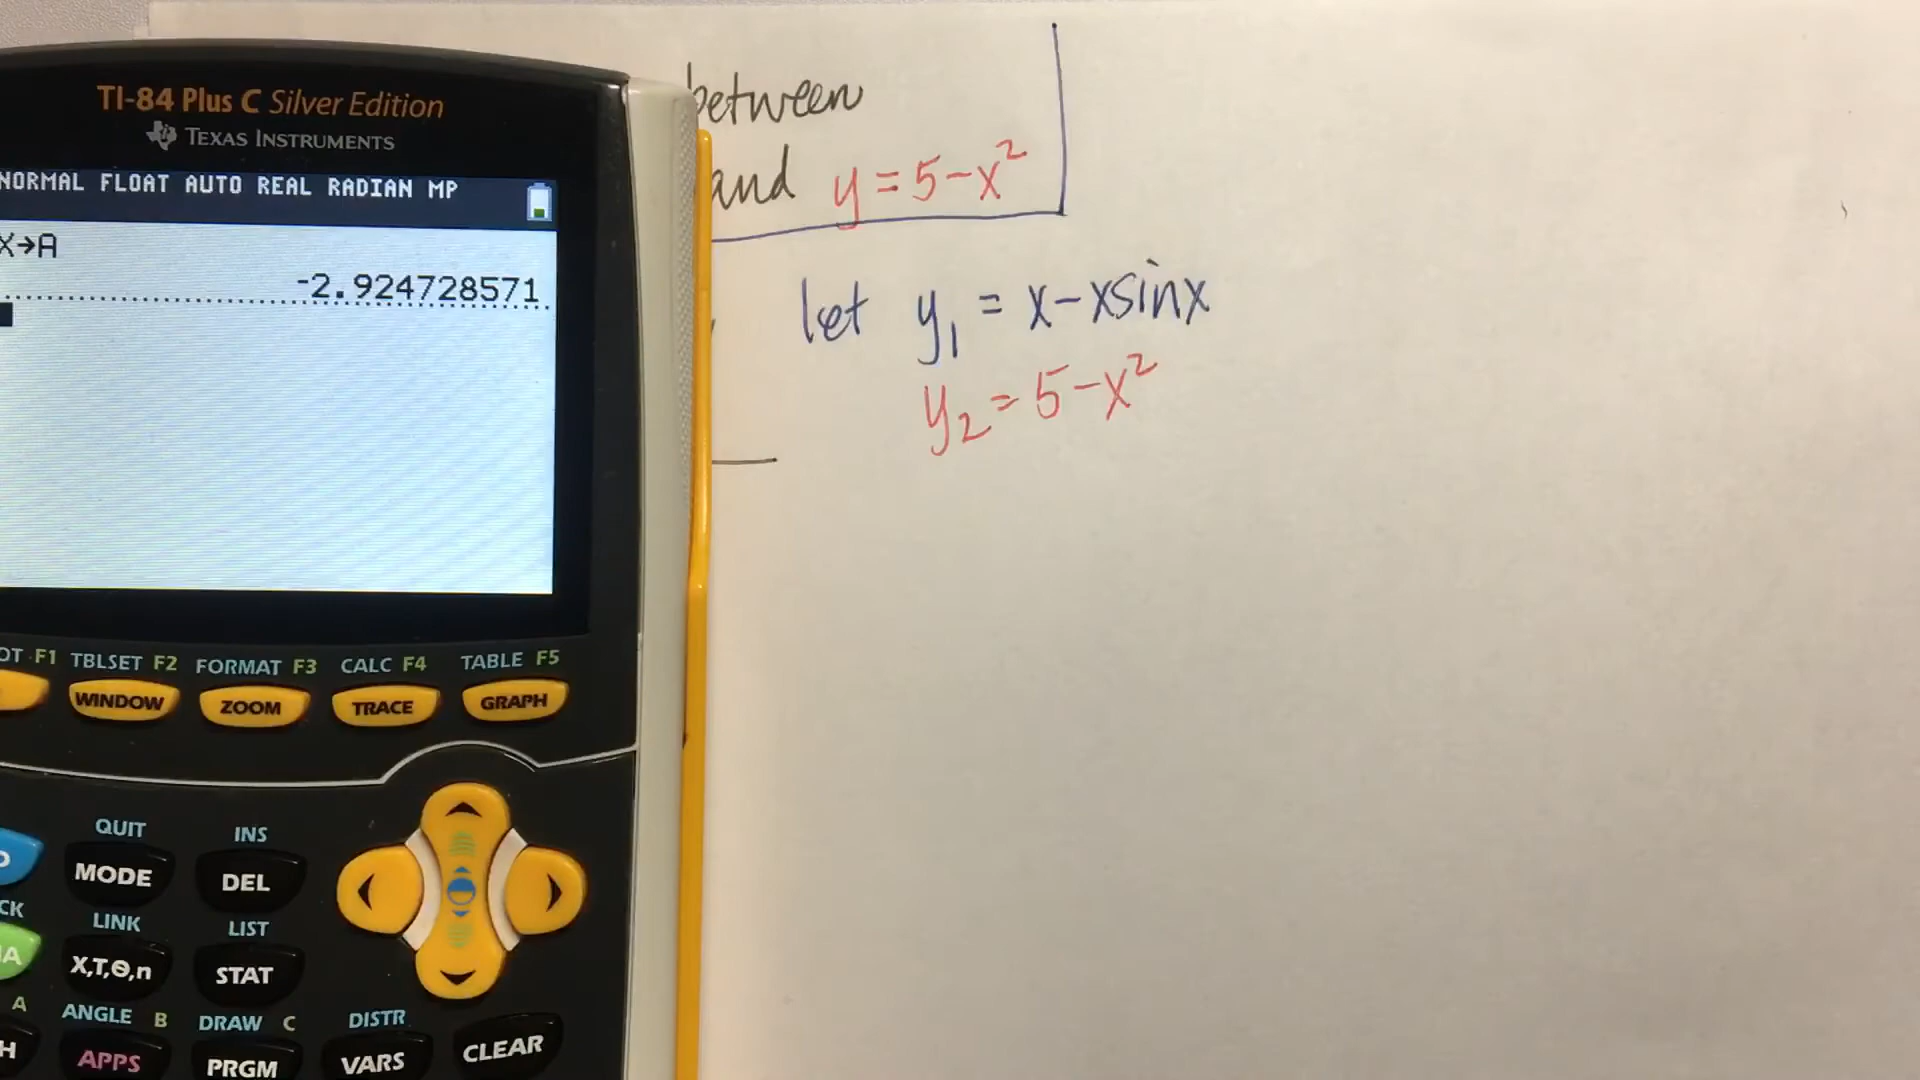 TI-84 Plus C Silver Edition
TEXAS INSTRUMENTS
NORMAL FLOAT AUTO REAL RADIAN MP
X→A
-2.924728571
between
and y = 5-x²
let y₁ = x-xsinx
y₂ = 5-x²
F1 TBLSET F2 FORMAT F3 CALC F4 TABLE F5
WINDOW ZOOM TRACE GRAPH
QUIT INS
MODE DEL
LINK LIST
X,T,Θ,n STAT
A ANGLE B DRAW C DISTR
APPS PRGM VARS CLEAR